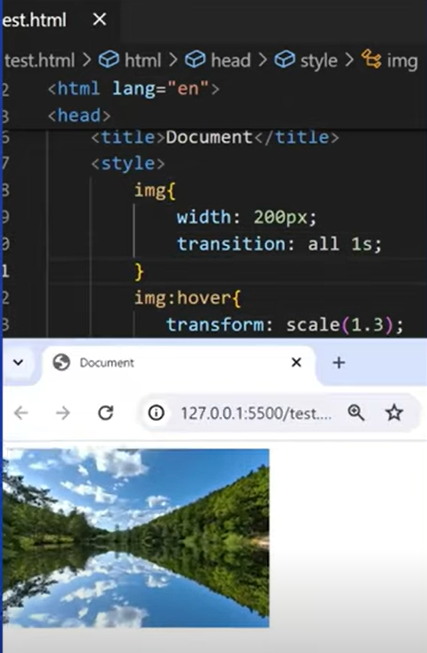 est.html ×
test.html > html > head > style > img
2 <html lang="en">
3 <head>
6 <title>Document</title>
7 <style>
8 img{
9 width: 200px;
0 transition: all 1s;
1 }
2 img:hover{
3 transform: scale(1.3);
Document
127.0.0.1:5500/test....